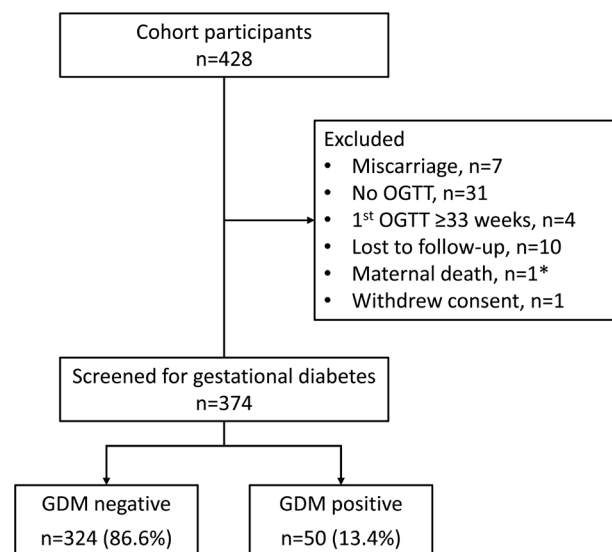 Cohort participants
n=428
Excluded
• Miscarriage, n=7
• No OGTT, n=31
• 1st OGTT ≥33 weeks, n=4
• Lost to follow-up, n=10
• Maternal death, n=1*
• Withdrew consent, n=1
Screened for gestational diabetes
n=374
GDM negative
n=324 (86.6%)
GDM positive
n=50 (13.4%)